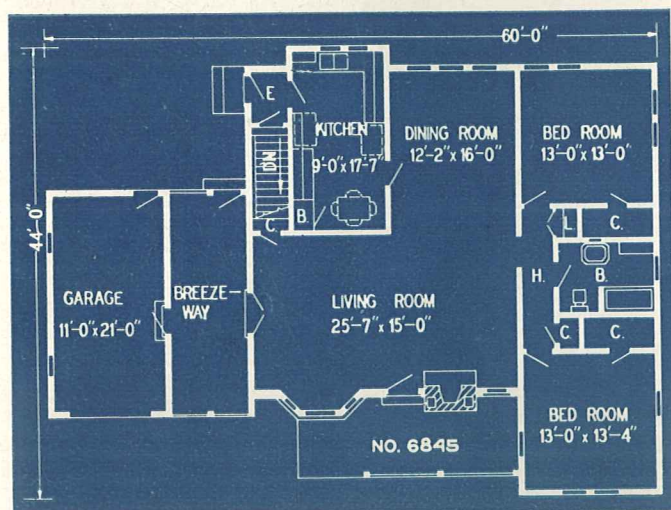 60'-0"
44'-0"
E.
KITCHEN
9'-0" x 17'-7"
DINING ROOM
12'-2" x 16'-0"
BED ROOM
13'-0" x 13'-0"
DN
C.
B.
L.
C.
GARAGE
11'-0" x 21'-0"
BREEZE-
WAY
LIVING ROOM
25'-7" x 15'-0"
H.
B.
C.
C.
BED ROOM
13'-0" x 13'-4"
NO. 6845